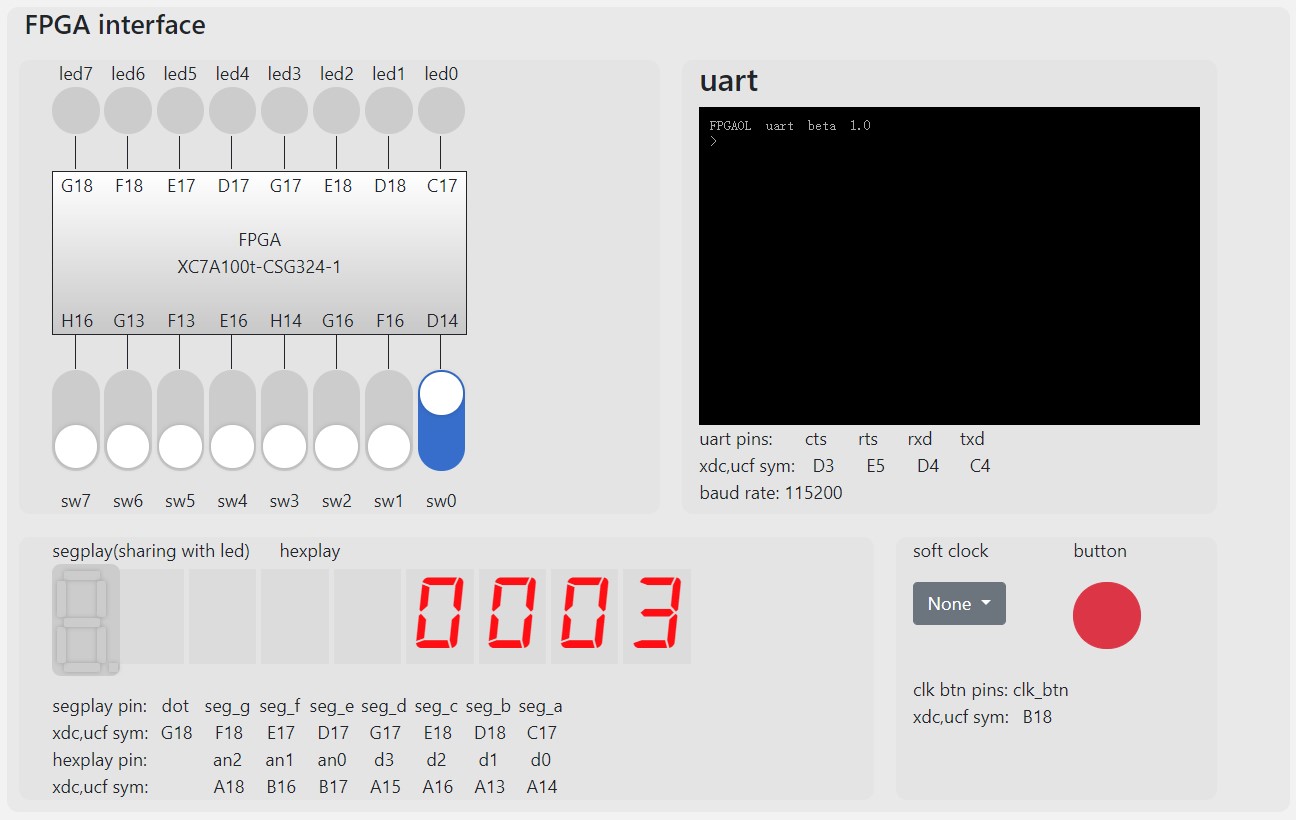 FPGA interface
led7 led6 led5 led4 led3 led2 led1 led0
G18 F18 E17 D17 G17 E18 D18 C17
FPGA
XC7A100t-CSG324-1
H16 G13 F13 E16 H14 G16 F16 D14
sw7 sw6 sw5 sw4 sw3 sw2 sw1 sw0
uart
FPGAOL uart beta 1.0
>
uart pins: cts rts rxd txd
xdc,ucf sym: D3 E5 D4 C4
baud rate: 115200
segplay(sharing with led) hexplay
0003
segplay pin: dot seg_g seg_f seg_e seg_d seg_c seg_b seg_a
xdc,ucf sym: G18 F18 E17 D17 G17 E18 D18 C17
hexplay pin: an2 an1 an0 d3 d2 d1 d0
xdc,ucf sym: A18 B16 B17 A15 A16 A13 A14
soft clock button
None
clk btn pins: clk_btn
xdc,ucf sym: B18